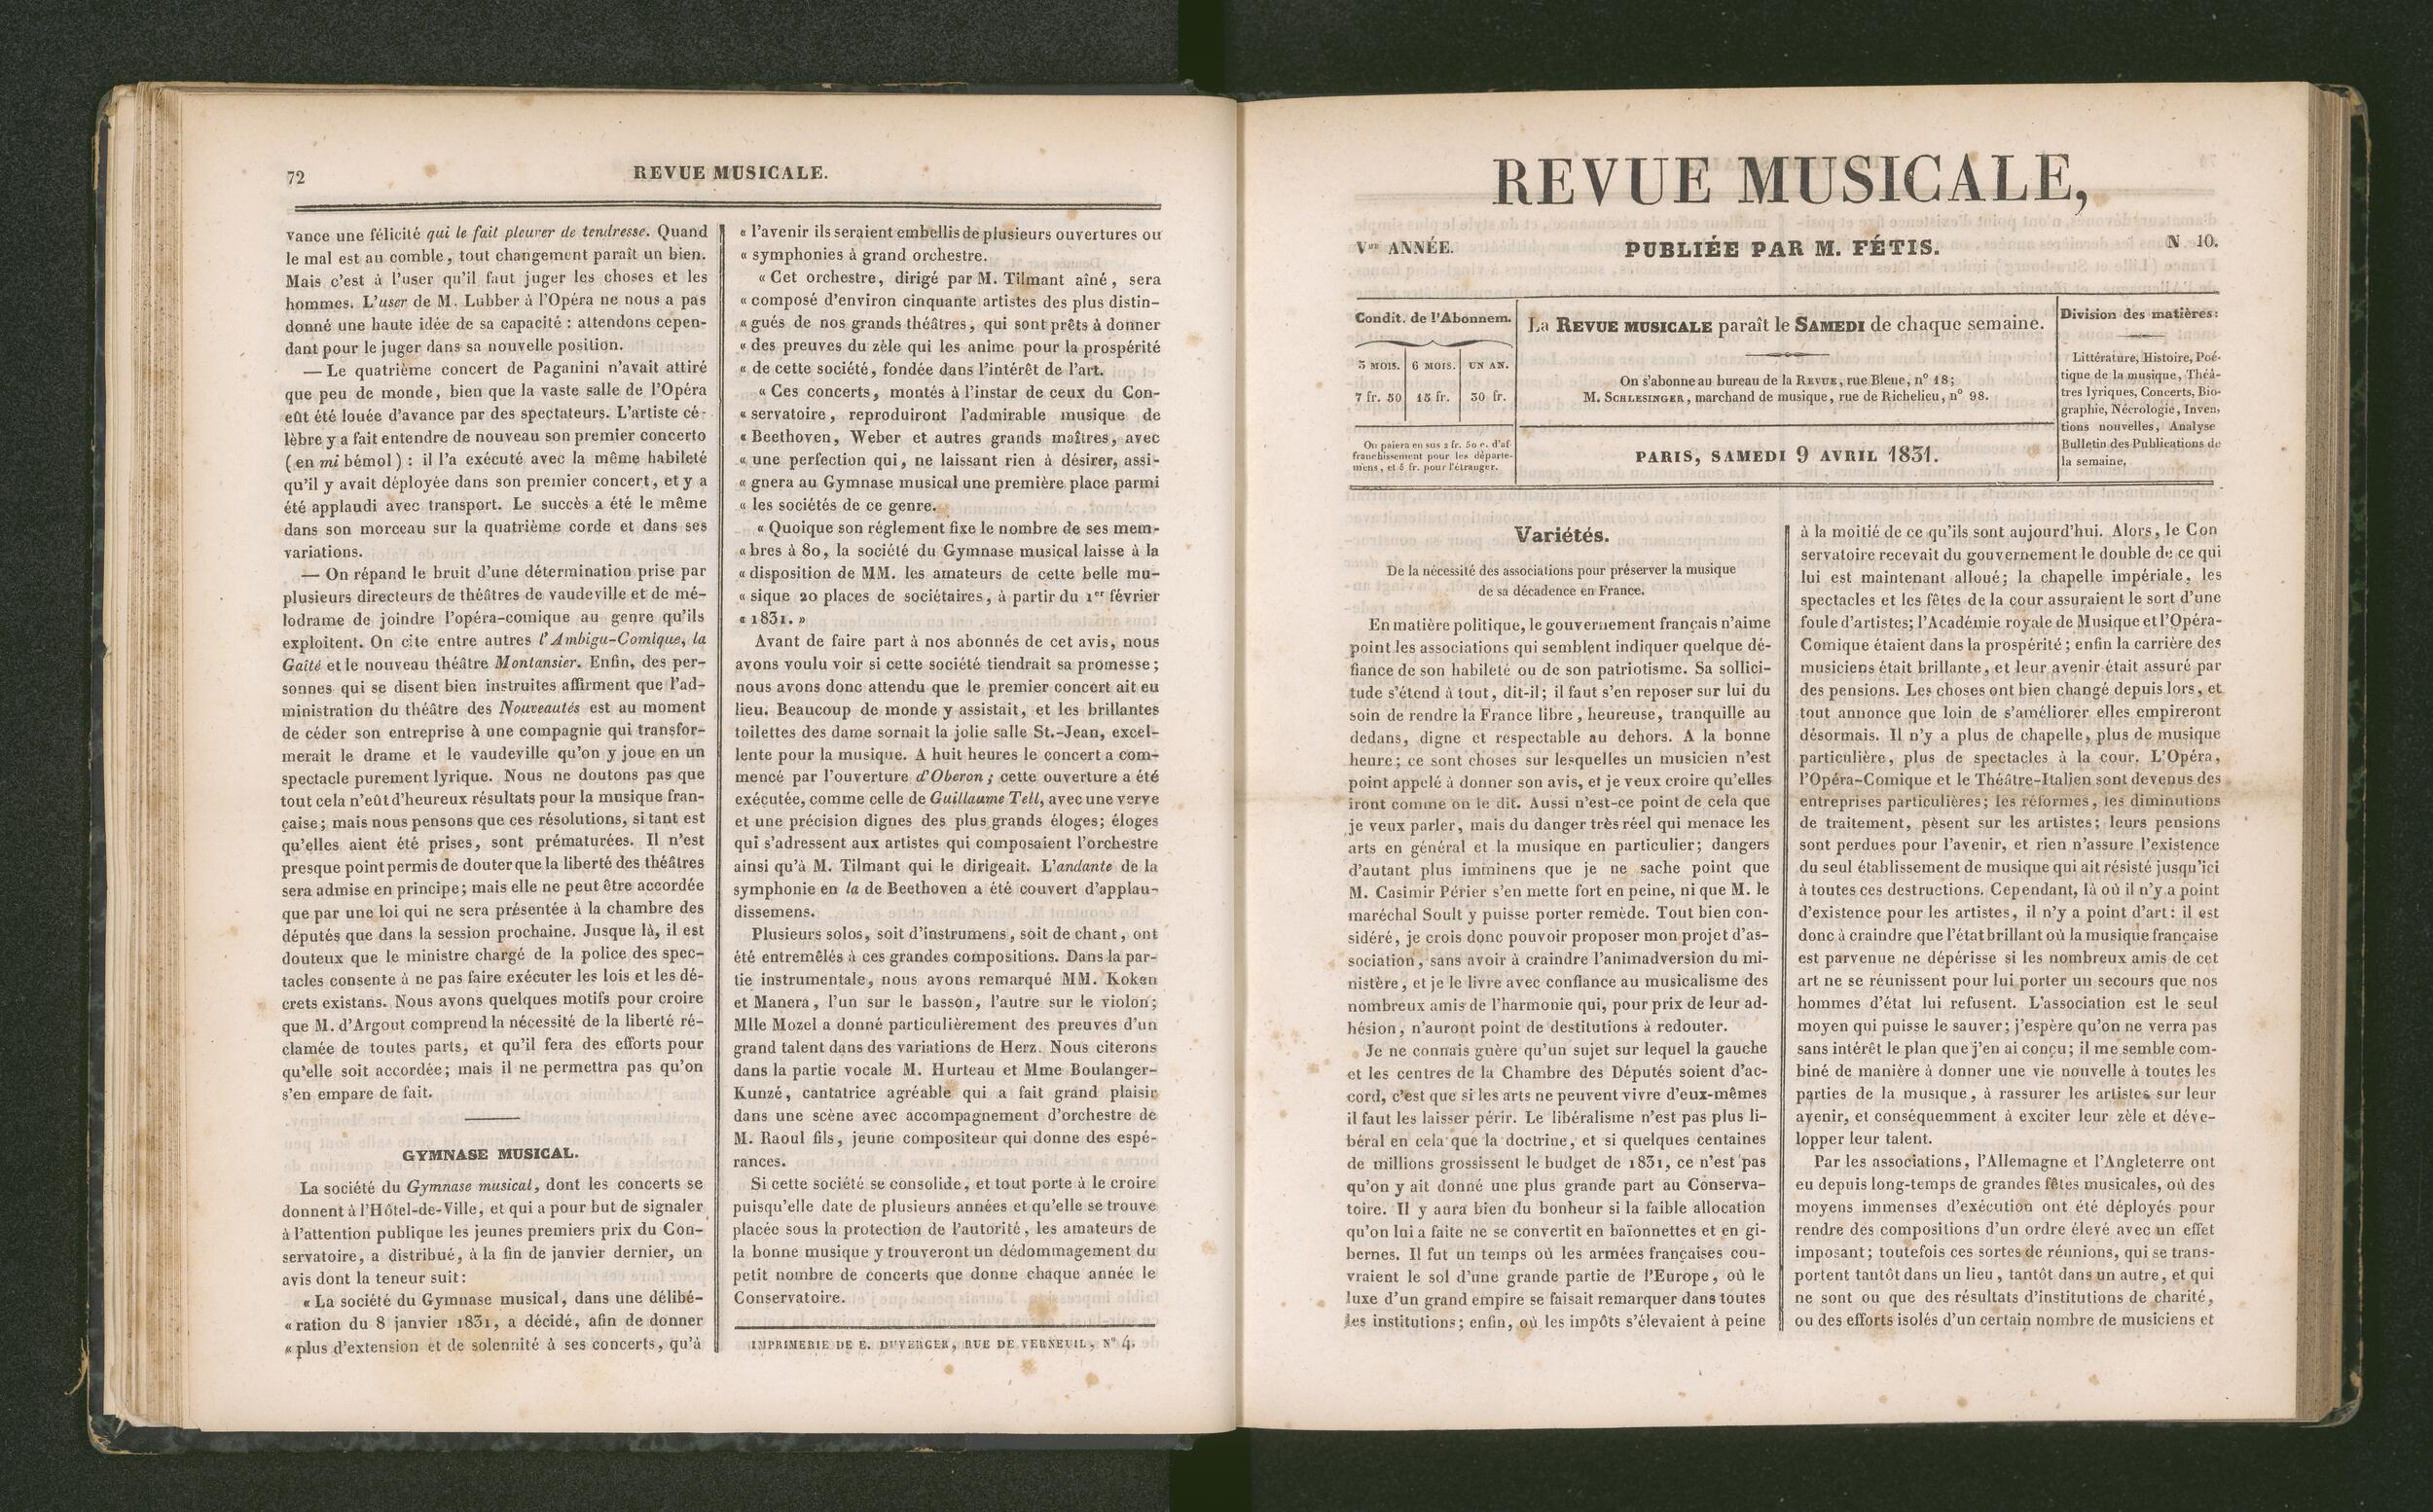 72
REVUE MUSICALE.
vance une félicité qui le fait pleurer de tendresse. Quand
le mal est au comble, tout changement paraît un bien.
Mais c'est à l'user qu'il faut juger les choses et les
hommes. L'user de M. Lubber à l'Opéra ne nous a pas
donné une haute idée de sa capacité : attendons cepen-
dant pour le juger dans sa nouvelle position.
— Le quatrième concert de Paganini n'avait attiré
que peu de monde, bien que la vaste salle de l'Opéra
eût été louée d'avance par des spectateurs. L'artiste cé-
lèbre y a fait entendre de nouveau son premier concerto
(en mi bémol) : il l'a exécuté avec la même habileté
qu'il y avait déployée dans son premier concert, et y a
été applaudi avec transport. Le succès a été le même
dans son morceau sur la quatrième corde et dans ses
variations.
— On répand le bruit d'une détermination prise par
plusieurs directeurs de théâtres de vaudeville et de mé-
lodrame de joindre l'opéra-comique au genre qu'ils
exploitent. On cite entre autres l'Ambigu-Comique, la
Gaîté et le nouveau théâtre Montansier. Enfin, des per-
sonnes qui se disent bien instruites affirment que l'ad-
ministration du théâtre des Nouveautés est au moment
de céder son entreprise à une compagnie qui transfor-
merait le drame et le vaudeville qu'on y joue en un
spectacle purement lyrique. Nous ne doutons pas que
tout cela n'eût d'heureux résultats pour la musique fran-
çaise; mais nous pensons que ces résolutions, si tant est
qu'elles aient été prises, sont prématurées. Il n'est
presque point permis de douter que la liberté des théâtres
sera admise en principe; mais elle ne peut être accordée
que par une loi qui ne sera présentée à la chambre des
députés que dans la session prochaine. Jusque là, il est
douteux que le ministre chargé de la police des spec-
tacles consente à ne pas faire exécuter les lois et les dé-
crets existans. Nous avons quelques motifs pour croire
que M. d'Argout comprend la nécessité de la liberté ré-
clamée de toutes parts, et qu'il fera des efforts pour
qu'elle soit accordée; mais il ne permettra pas qu'on
s'en empare de fait.
GYMNASE MUSICAL.
La société du Gymnase musical, dont les concerts se
donnent à l'Hôtel-de-Ville, et qui a pour but de signaler
à l'attention publique les jeunes premiers prix du Con-
servatoire, a distribué, à la fin de janvier dernier, un
avis dont la teneur suit:
« La société du Gymnase musical, dans une délibé-
« ration du 8 janvier 1831, a décidé, afin de donner
« plus d'extension et de solennité à ses concerts, qu'à
« l'avenir ils seraient embellis de plusieurs ouvertures ou
« symphonies à grand orchestre.
« Cet orchestre, dirigé par M. Tilmant aîné, sera
« composé d'environ cinquante artistes des plus distin-
« gués de nos grands théâtres, qui sont prêts à donner
« des preuves du zèle qui les anime pour la prospérité
« de cette société, fondée dans l'intérêt de l'art.
« Ces concerts, montés à l'instar de ceux du Con-
« servatoire, reproduiront l'admirable musique de
« Beethoven, Weber et autres grands maîtres, avec
« une perfection qui, ne laissant rien à désirer, assi-
« gnera au Gymnase musical une première place parmi
« les sociétés de ce genre.
« Quoique son réglement fixe le nombre de ses mem-
« bres à 80, la société du Gymnase musical laisse à la
« disposition de MM. les amateurs de cette belle mu-
« sique 20 places de sociétaires, à partir du 1er février
« 1831. »
Avant de faire part à nos abonnés de cet avis, nous
avons voulu voir si cette société tiendrait sa promesse;
nous avons donc attendu que le premier concert ait eu
lieu. Beaucoup de monde y assistait, et les brillantes
toilettes des dame sornait la jolie salle St.-Jean, excel-
lente pour la musique. A huit heures le concert a com-
mencé par l'ouverture d'Oberon; cette ouverture a été
exécutée, comme celle de Guillaume Tell, avec une verve
et une précision dignes des plus grands éloges; éloges
qui s'adressent aux artistes qui composaient l'orchestre
ainsi qu'à M. Tilmant qui le dirigeait. L'andante de la
symphonie en la de Beethoven a été couvert d'applau-
dissemens.
Plusieurs solos, soit d'instrumens, soit de chant, ont
été entremêlés à ces grandes compositions. Dans la par-
tie instrumentale, nous avons remarqué MM. Koken
et Manera, l'un sur le basson, l'autre sur le violon;
Mlle Mozel a donné particulièrement des preuves d'un
grand talent dans des variations de Herz. Nous citerons
dans la partie vocale M. Hurteau et Mme Boulanger-
Kunzé, cantatrice agréable qui a fait grand plaisir
dans une scène avec accompagnement d'orchestre de
M. Raoul fils, jeune compositeur qui donne des espé-
rances.
Si cette société se consolide, et tout porte à le croire
puisqu'elle date de plusieurs années et qu'elle se trouve
placée sous la protection de l'autorité, les amateurs de
la bonne musique y trouveront un dédommagement du
petit nombre de concerts que donne chaque année le
Conservatoire.
IMPRIMERIE DE E. DUVERGER, RUE DE VERNEUIL, N° 4.
REVUE MUSICALE,
Vme ANNÉE.
PUBLIÉE PAR M. FÉTIS.
N 10.
Condit. de l'Abonnem.
3 MOIS. 6 MOIS. UN AN.
7 fr. 50 15 fr. 30 fr.
On paiera en sus 2 fr. 50 c. d'af
franchissement pour les départe-
mens, et 5 fr. pour l'étranger.
La REVUE MUSICALE paraît le SAMEDI de chaque semaine.
On s'abonne au bureau de la REVUE, rue Bleue, n° 18;
M. SCHLESINGER, marchand de musique, rue de Richelieu, n° 98.
PARIS, SAMEDI 9 AVRIL 1831.
Division des matières:
Littérature, Histoire, Poé-
tique de la musique, Théâ-
tres lyriques, Concerts, Bio-
graphie, Nécrologie, Inven,
tions nouvelles, Analyse
Bulletin des Publications de
la semaine.
Variétés.
De la nécessité des associations pour préserver la musique
de sa décadence en France.
En matière politique, le gouvernement français n'aime
point les associations qui semblent indiquer quelque dé-
fiance de son habileté ou de son patriotisme. Sa sollici-
tude s'étend à tout, dit-il; il faut s'en reposer sur lui du
soin de rendre la France libre, heureuse, tranquille au
dedans, digne et respectable au dehors. A la bonne
heure; ce sont choses sur lesquelles un musicien n'est
point appelé à donner son avis, et je veux croire qu'elles
iront comme on le dit. Aussi n'est-ce point de cela que
je veux parler, mais du danger très réel qui menace les
arts en général et la musique en particulier; dangers
d'autant plus imminens que je ne sache point que
M. Casimir Périer s'en mette fort en peine, ni que M. le
maréchal Soult y puisse porter remède. Tout bien con-
sidéré, je crois donc pouvoir proposer mon projet d'as-
sociation, sans avoir à craindre l'animadversion du mi-
nistère, et je le livre avec confiance au musicalisme des
nombreux amis de l'harmonie qui, pour prix de leur ad-
hésion, n'auront point de destitutions à redouter.
Je ne connais guère qu'un sujet sur lequel la gauche
et les centres de la Chambre des Députés soient d'ac-
cord, c'est que si les arts ne peuvent vivre d'eux-mêmes
il faut les laisser périr. Le libéralisme n'est pas plus li-
béral en cela que la doctrine, et si quelques centaines
de millions grossissent le budget de 1831, ce n'est pas
qu'on y ait donné une plus grande part au Conserva-
toire. Il y aura bien du bonheur si la faible allocation
qu'on lui a faite ne se convertit en baïonnettes et en gi-
bernes. Il fut un temps où les armées françaises cou-
vraient le sol d'une grande partie de l'Europe, où le
luxe d'un grand empire se faisait remarquer dans toutes
les institutions; enfin, où les impôts s'élevaient à peine
à la moitié de ce qu'ils sont aujourd'hui. Alors, le Con
servatoire recevait du gouvernement le double de ce qui
lui est maintenant alloué; la chapelle impériale, les
spectacles et les fêtes de la cour assuraient le sort d'une
foule d'artistes; l'Académie royale de Musique et l'Opéra-
Comique étaient dans la prospérité; enfin la carrière des
musiciens était brillante, et leur avenir était assuré par
des pensions. Les choses ont bien changé depuis lors, et
tout annonce que loin de s'améliorer elles empireront
désormais. Il n'y a plus de chapelle, plus de musique
particulière, plus de spectacles à la cour. L'Opéra,
l'Opéra-Comique et le Théâtre-Italien sont devenus des
entreprises particulières; les réformes, les diminutions
de traitement, pèsent sur les artistes; leurs pensions
sont perdues pour l'avenir, et rien n'assure l'existence
du seul établissement de musique qui ait résisté jusqu'ici
à toutes ces destructions. Cependant, là où il n'y a point
d'existence pour les artistes, il n'y a point d'art: il est
donc à craindre que l'état brillant où la musique française
est parvenue ne dépérisse si les nombreux amis de cet
art ne se réunissent pour lui porter un secours que nos
hommes d'état lui refusent. L'association est le seul
moyen qui puisse le sauver; j'espère qu'on ne verra pas
sans intérêt le plan que j'en ai conçu; il me semble com-
biné de manière à donner une vie nouvelle à toutes les
parties de la musique, à rassurer les artistes sur leur
avenir, et conséquemment à exciter leur zèle et déve-
lopper leur talent.
Par les associations, l'Allemagne et l'Angleterre ont
eu depuis long-temps de grandes fêtes musicales, où des
moyens immenses d'exécution ont été déployés pour
rendre des compositions d'un ordre élevé avec un effet
imposant; toutefois ces sortes de réunions, qui se trans-
portent tantôt dans un lieu, tantôt dans un autre, et qui
ne sont ou que des résultats d'institutions de charité,
ou des efforts isolés d'un certain nombre de musiciens et